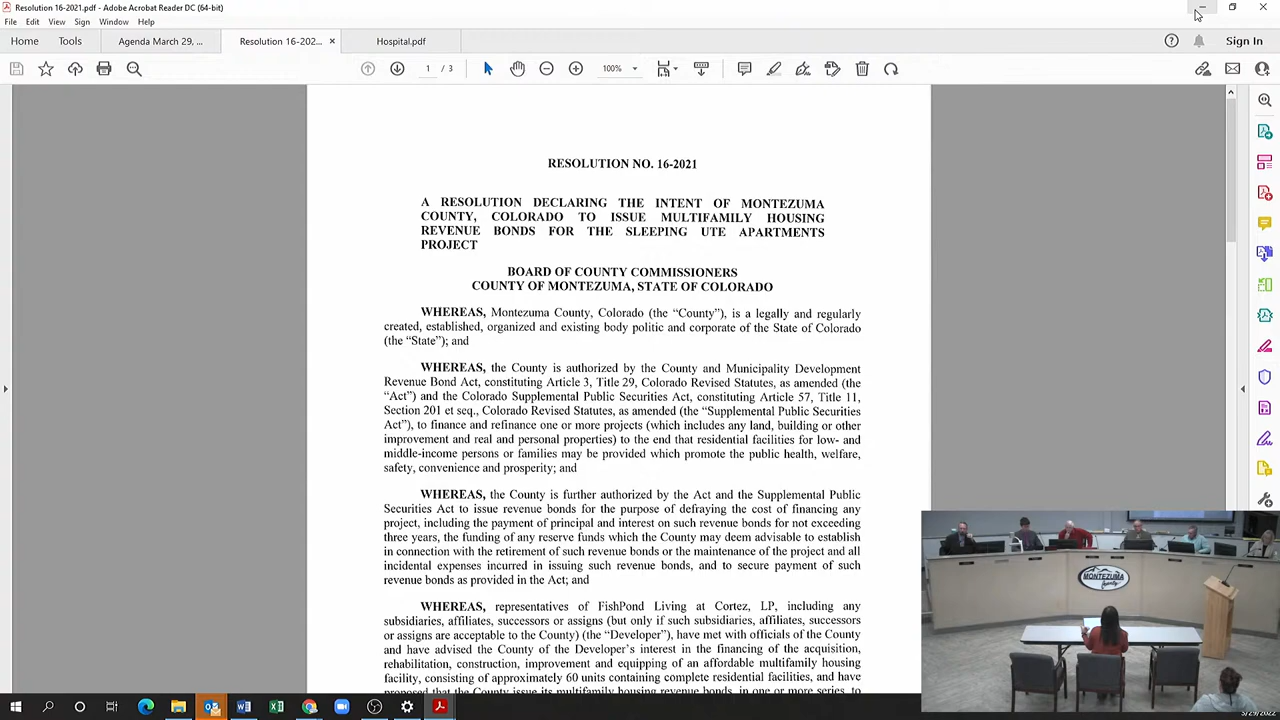 Resolution 16-2021.pdf - Adobe Acrobat Reader DC (64-bit)
File Edit View Sign Window Help
Home Tools Agenda March 29, ... Resolution 16-202... × Hospital.pdf Sign In
1 / 3 100%
RESOLUTION NO. 16-2021
A RESOLUTION DECLARING THE INTENT OF MONTEZUMA
COUNTY, COLORADO TO ISSUE MULTIFAMILY HOUSING
REVENUE BONDS FOR THE SLEEPING UTE APARTMENTS
PROJECT
BOARD OF COUNTY COMMISSIONERS
COUNTY OF MONTEZUMA, STATE OF COLORADO
WHEREAS, Montezuma County, Colorado (the “County”), is a legally and regularly
created, established, organized and existing body politic and corporate of the State of Colorado
(the “State”); and
WHEREAS, the County is authorized by the County and Municipality Development
Revenue Bond Act, constituting Article 3, Title 29, Colorado Revised Statutes, as amended (the
“Act”) and the Colorado Supplemental Public Securities Act, constituting Article 57, Title 11,
Section 201 et seq., Colorado Revised Statutes, as amended (the “Supplemental Public Securities
Act”), to finance and refinance one or more projects (which includes any land, building or other
improvement and real and personal properties) to the end that residential facilities for low- and
middle-income persons or families may be provided which promote the public health, welfare,
safety, convenience and prosperity; and
WHEREAS, the County is further authorized by the Act and the Supplemental Public
Securities Act to issue revenue bonds for the purpose of defraying the cost of financing any
project, including the payment of principal and interest on such revenue bonds for not exceeding
three years, the funding of any reserve funds which the County may deem advisable to establish
in connection with the retirement of such revenue bonds or the maintenance of the project and all
incidental expenses incurred in issuing such revenue bonds, and to secure payment of such
revenue bonds as provided in the Act; and
WHEREAS, representatives of FishPond Living at Cortez, LP, including any
subsidiaries, affiliates, successors or assigns (but only if such subsidiaries, affiliates, successors
or assigns are acceptable to the County) (the “Developer”), have met with officials of the County
and have advised the County of the Developer’s interest in the financing of the acquisition,
rehabilitation, construction, improvement and equipping of an affordable multifamily housing
facility, consisting of approximately 60 units containing complete residential facilities, and have
proposed that the County issue its multifamily housing revenue bonds, in one or more series, to
MONTEZUMA
County
3/29/2022